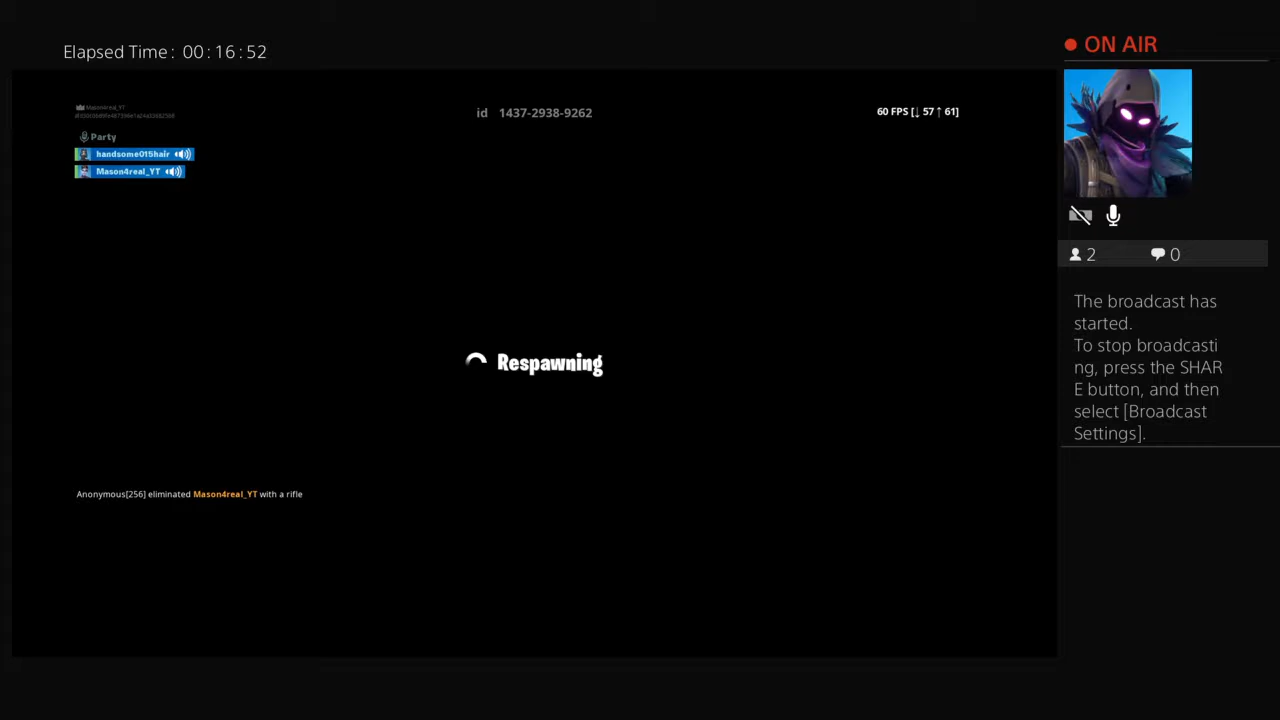 Elapsed Time: 00:16:52
ON AIR
Mason4real_YT
id 1437-2938-9262
60 FPS [↓ 57 ↑ 61]
Party
handsome015hair
Mason4real_YT
2 0
The broadcast has
started.
To stop broadcasti
ng, press the SHAR
E button, and then
select [Broadcast
Settings].
Respawning
Anonymous[256] eliminated Mason4real_YT with a rifle